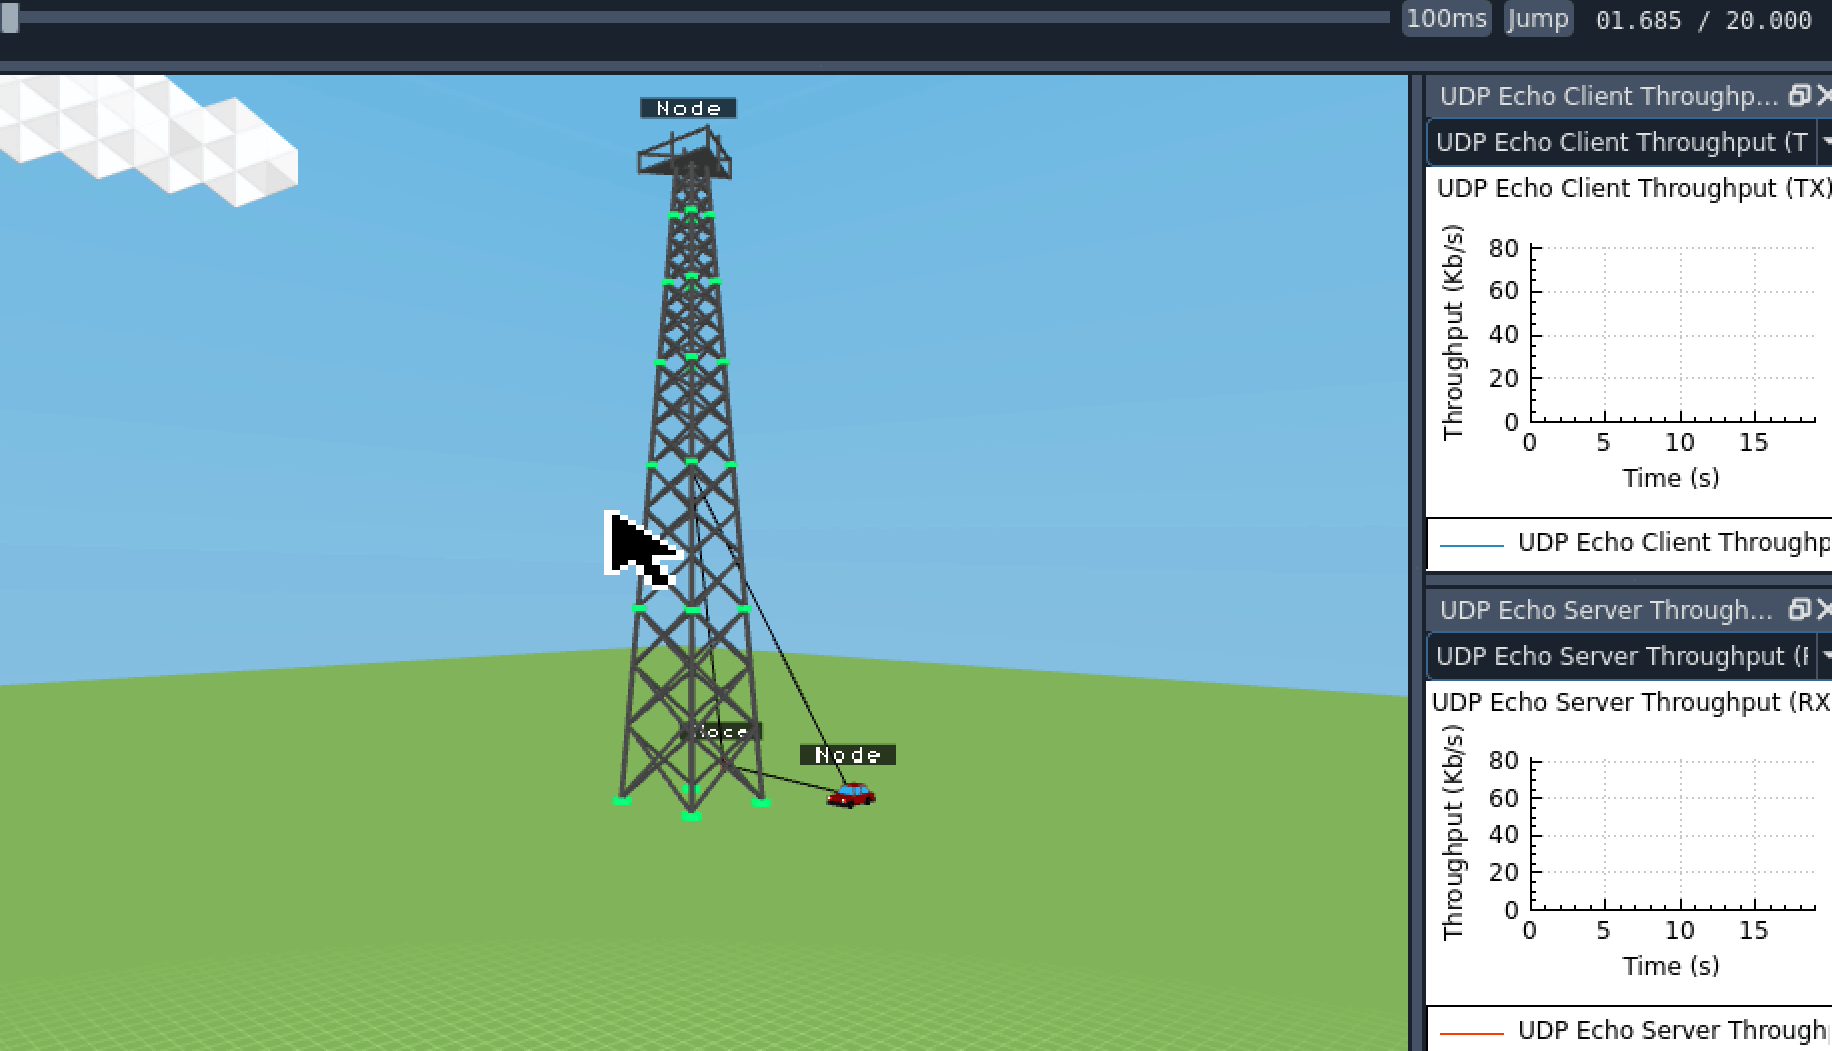 100ms Jump 01.685 / 20.000
Node
Node
UDP Echo Client Throughp...
UDP Echo Client Throughput (T
UDP Echo Client Throughput (TX)
Throughput (Kb/s)
80
60
40
20
0
0 5 10 15
Time (s)
UDP Echo Client Throughp
UDP Echo Server Through...
UDP Echo Server Throughput (
UDP Echo Server Throughput (RX
Throughput (Kb/s)
80
60
40
20
0
0 5 10 15
Time (s)
UDP Echo Server Through